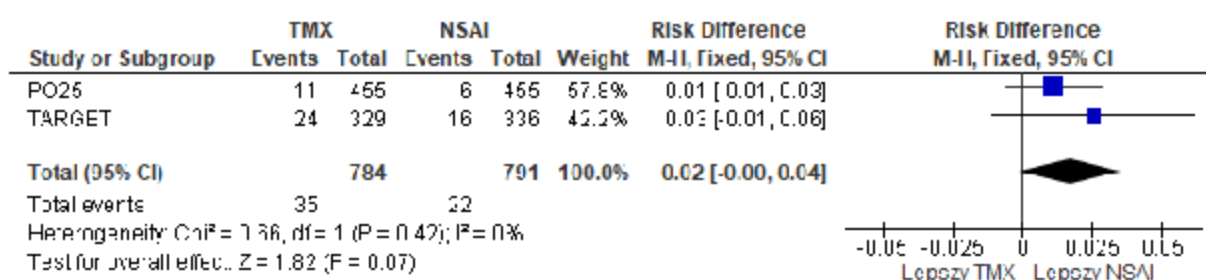 TMX NSAI Risk Difference Risk Difference
Study or Subgroup Events Total Events Total Weight M-H, Fixed, 95% CI M-H, Fixed, 95% CI
PO25 11 455 6 455 57.8% 0.01 [-0.01, 0.03]
TARGET 24 329 16 336 42.2% 0.03 [-0.01, 0.06]
Total (95% CI) 784 791 100.0% 0.02 [-0.00, 0.04]
Total events 35 22
Heterogeneity: Chi² = 0.66, df = 1 (P = 0.42); I² = 0%
Test for overall effect: Z = 1.82 (P = 0.07)
-0.05 -0.025 0 0.025 0.05
Lepszy TMX Lepszy NSAI